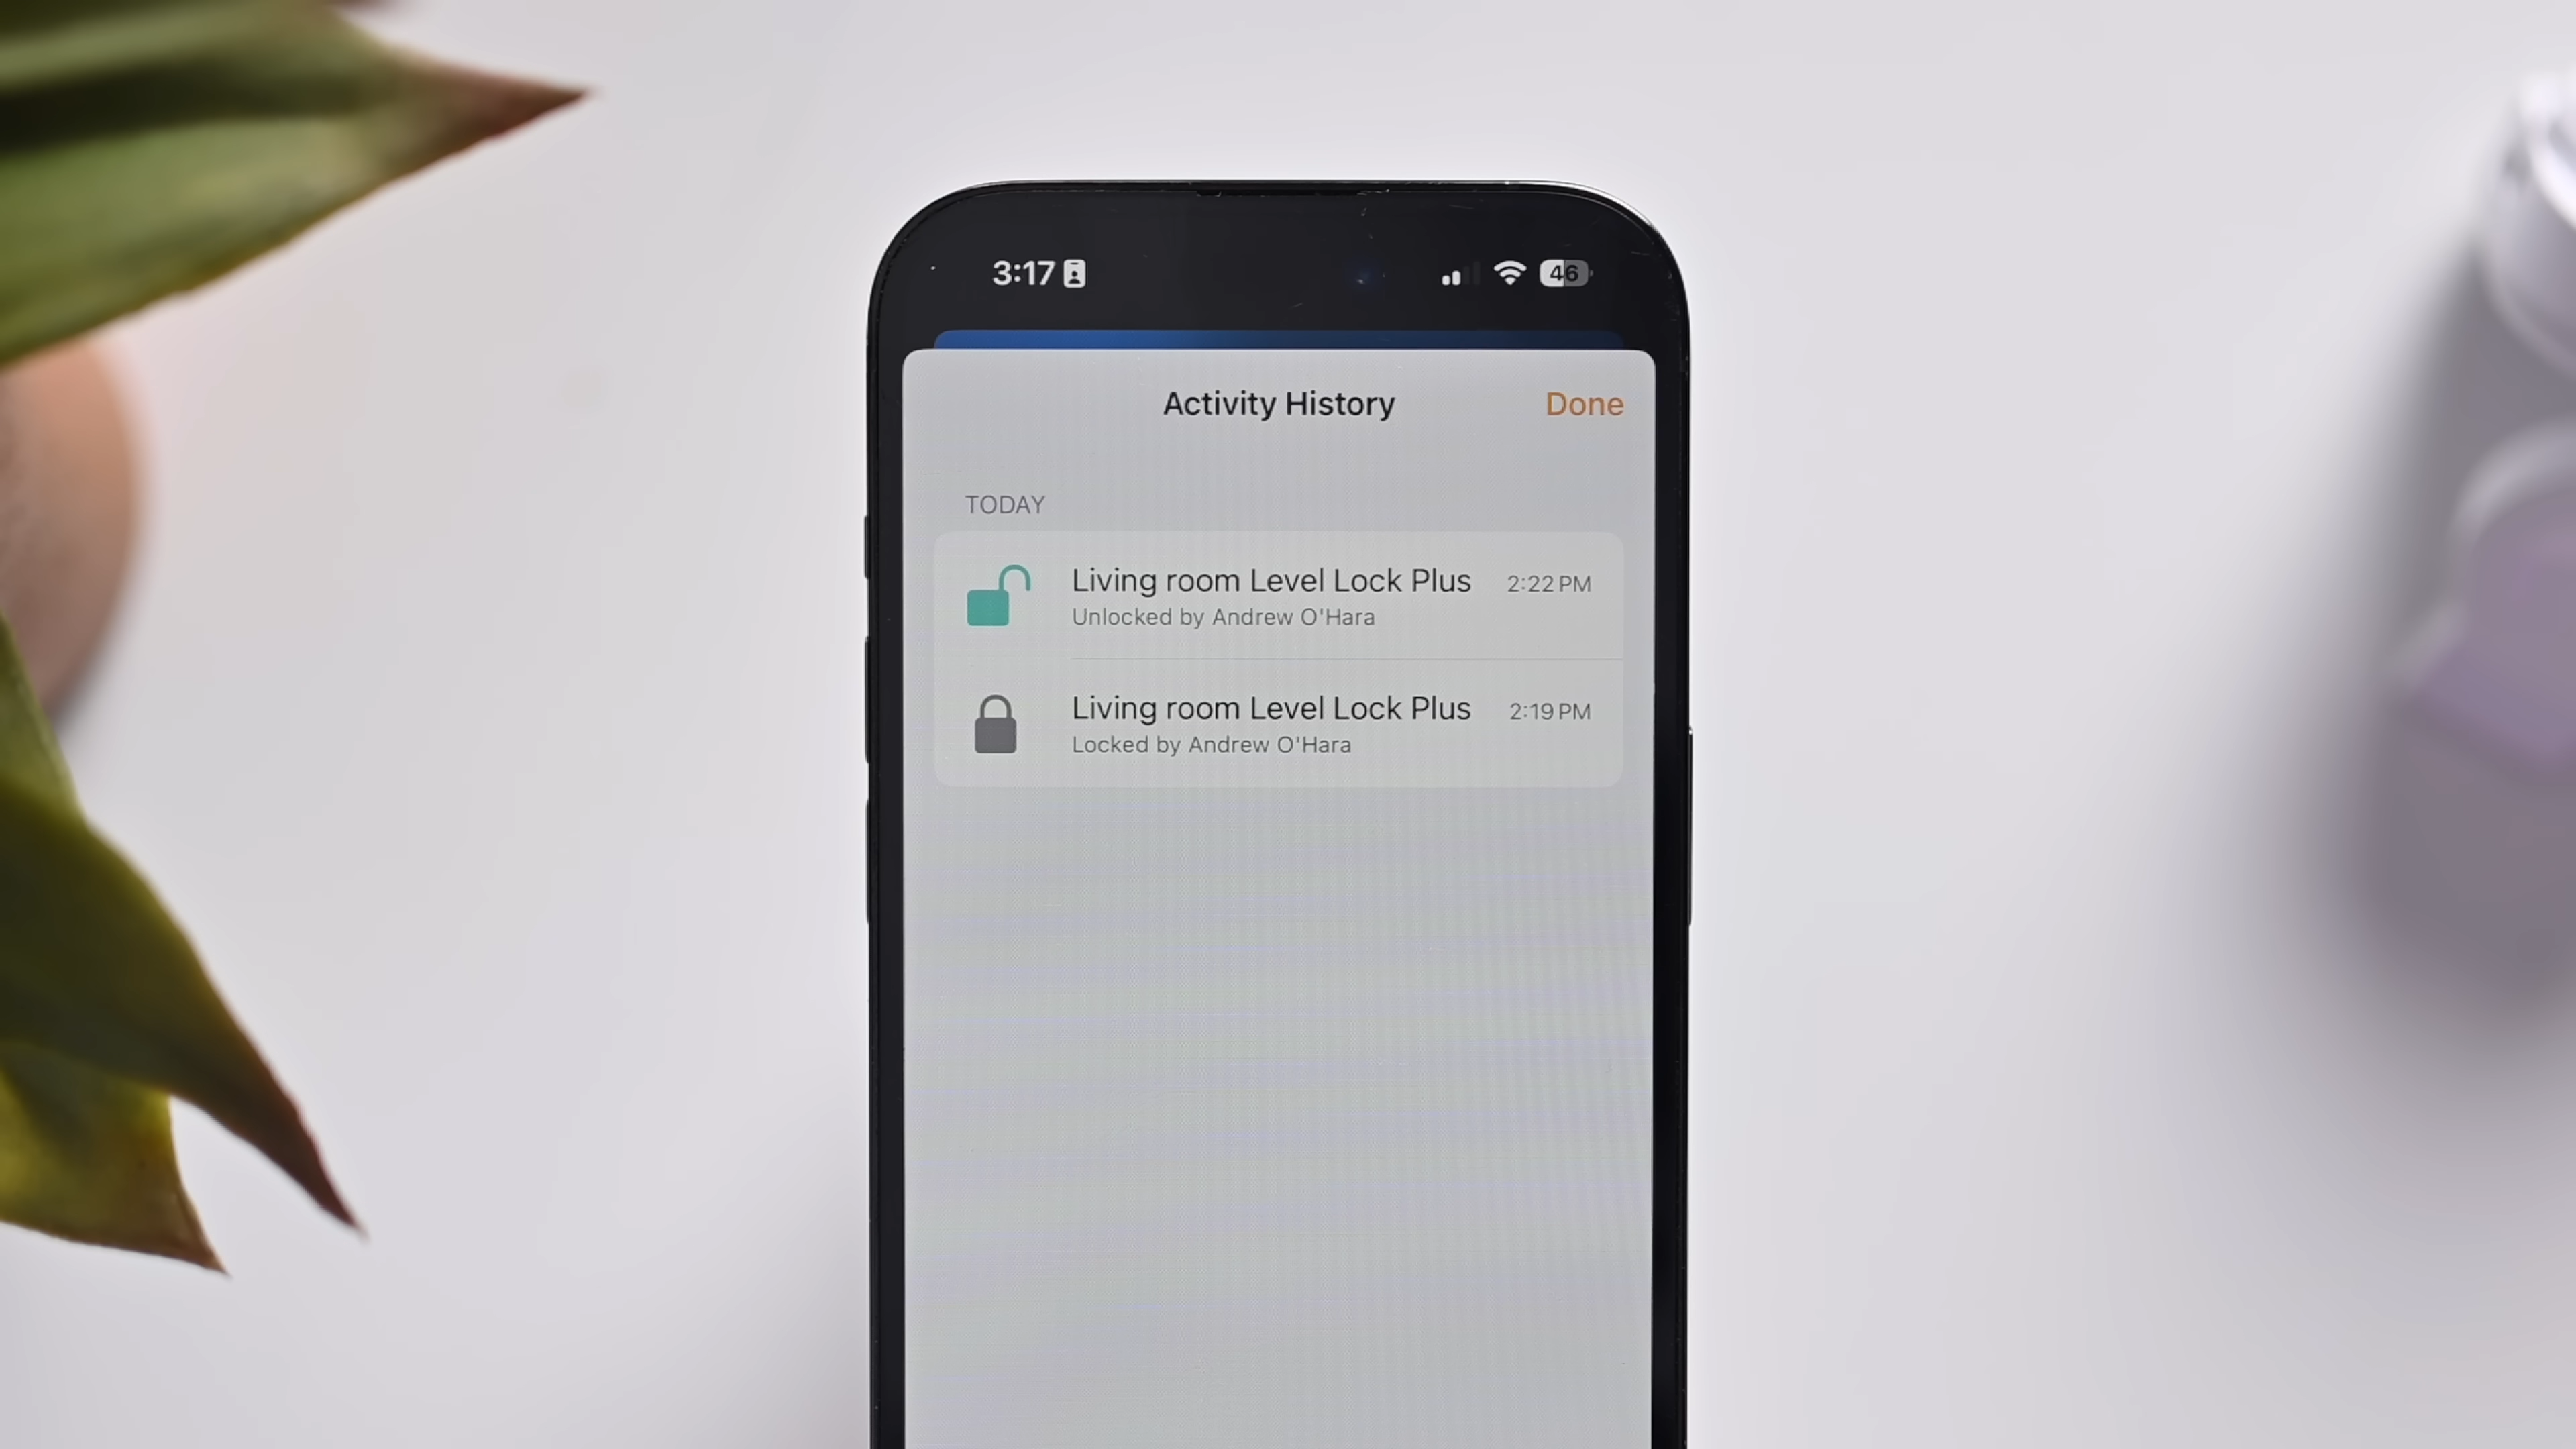 3:17
46
Activity History
Done
TODAY
Living room Level Lock Plus
2:22 PM
Unlocked by Andrew O'Hara
Living room Level Lock Plus
2:19 PM
Locked by Andrew O'Hara